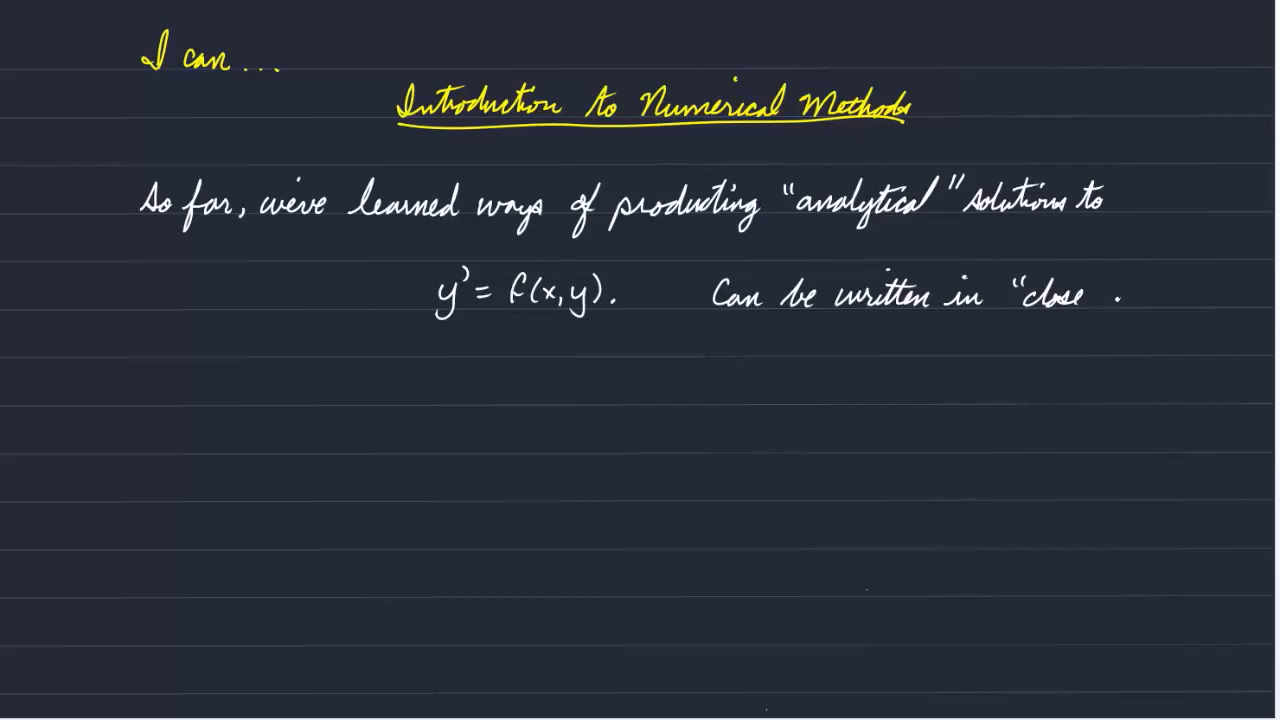 I can ...
Introduction to Numerical Methods
So far, we've learned ways of producting "analytical" solutions to
y' = f(x,y). Can be written in "close